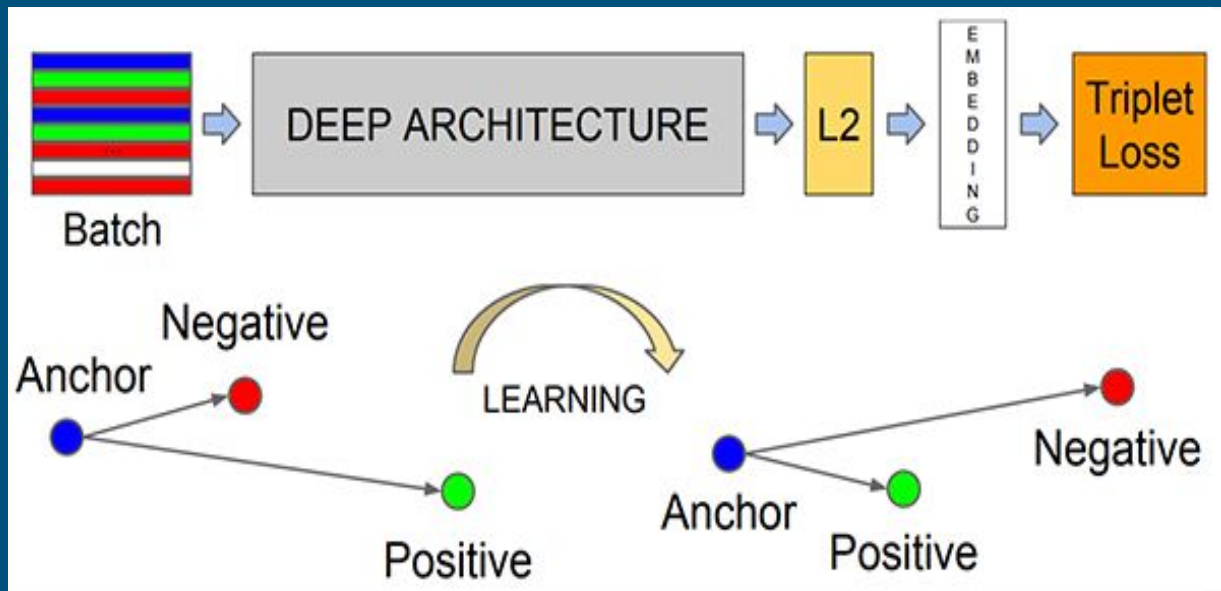 Batch
DEEP ARCHITECTURE
L2
EMBEDDING
Triplet
Loss
Negative
Anchor
Positive
LEARNING
Anchor
Positive
Negative